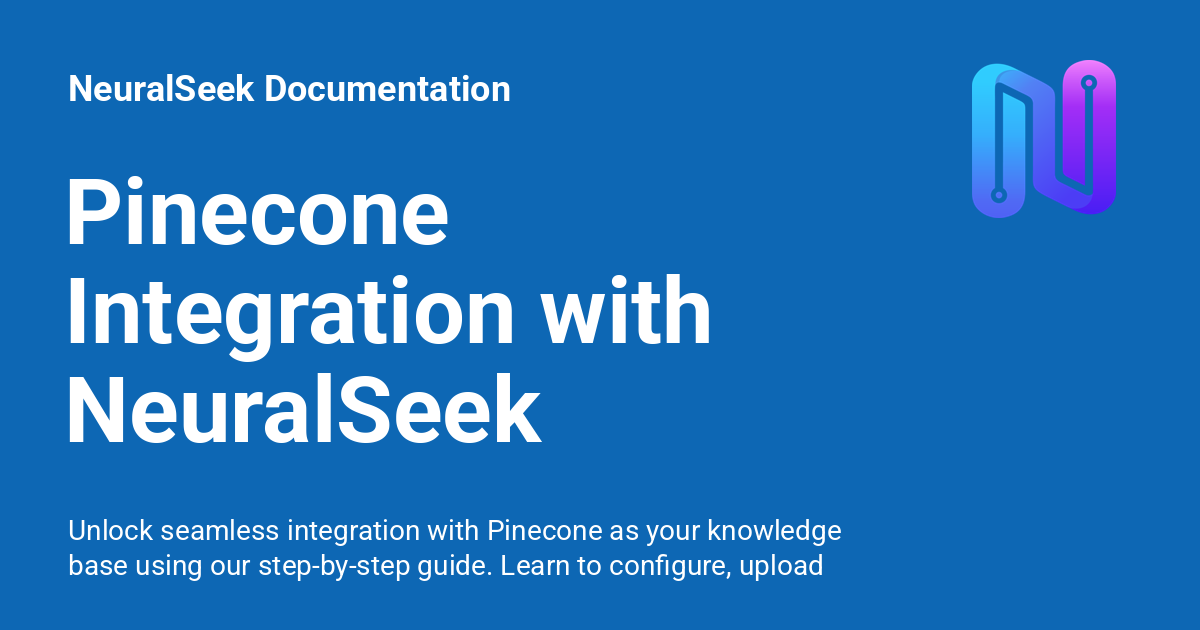 NeuralSeek Documentation
Pinecone
Integration with
NeuralSeek
Unlock seamless integration with Pinecone as your knowledge
base using our step-by-step guide. Learn to configure, upload